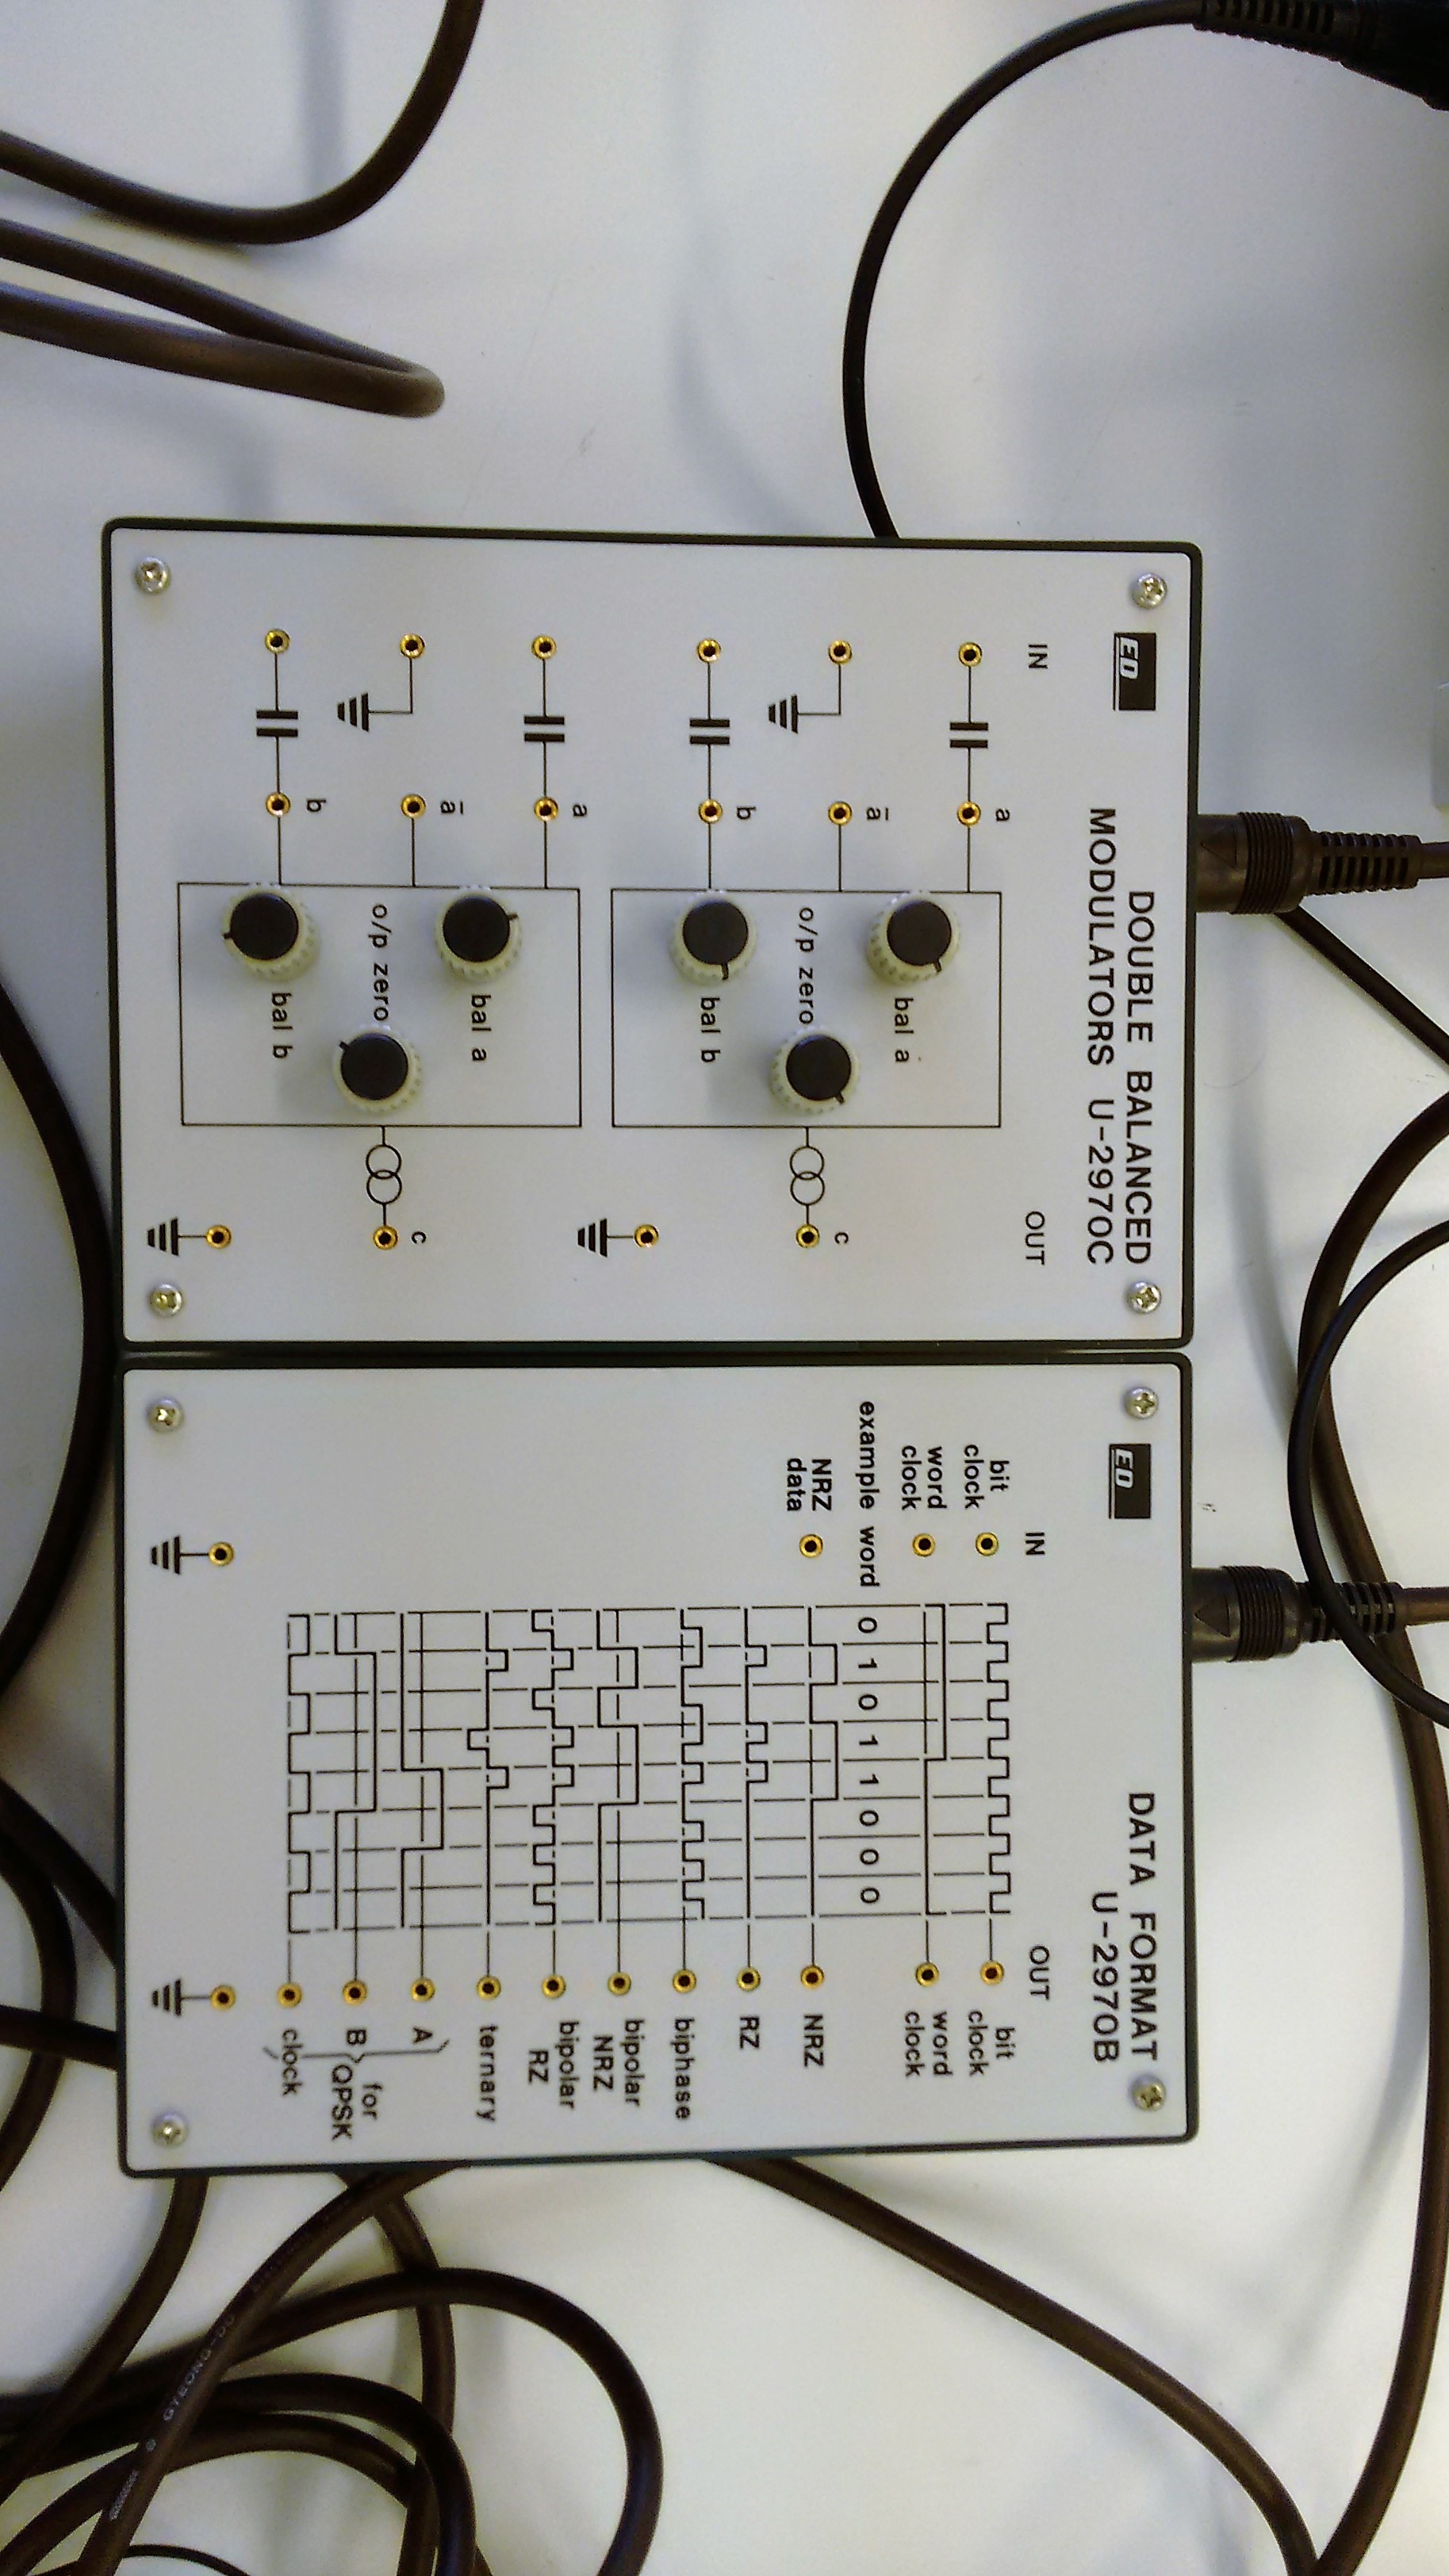 ED
DOUBLE BALANCED
MODULATORS U-2970C
IN
OUT
a
ā
b
bal a
o/p zero
bal b
c
a
ā
b
bal a
o/p zero
bal b
c
ED
DATA FORMAT
U-2970B
IN
OUT
bit
clock
bit
clock
word
clock
word
clock
example word 0 1 0 1 1 0 0 0
NRZ
data
NRZ
RZ
biphase
bipolar
NRZ
bipolar
RZ
ternary
A
B
clock
for
QPSK